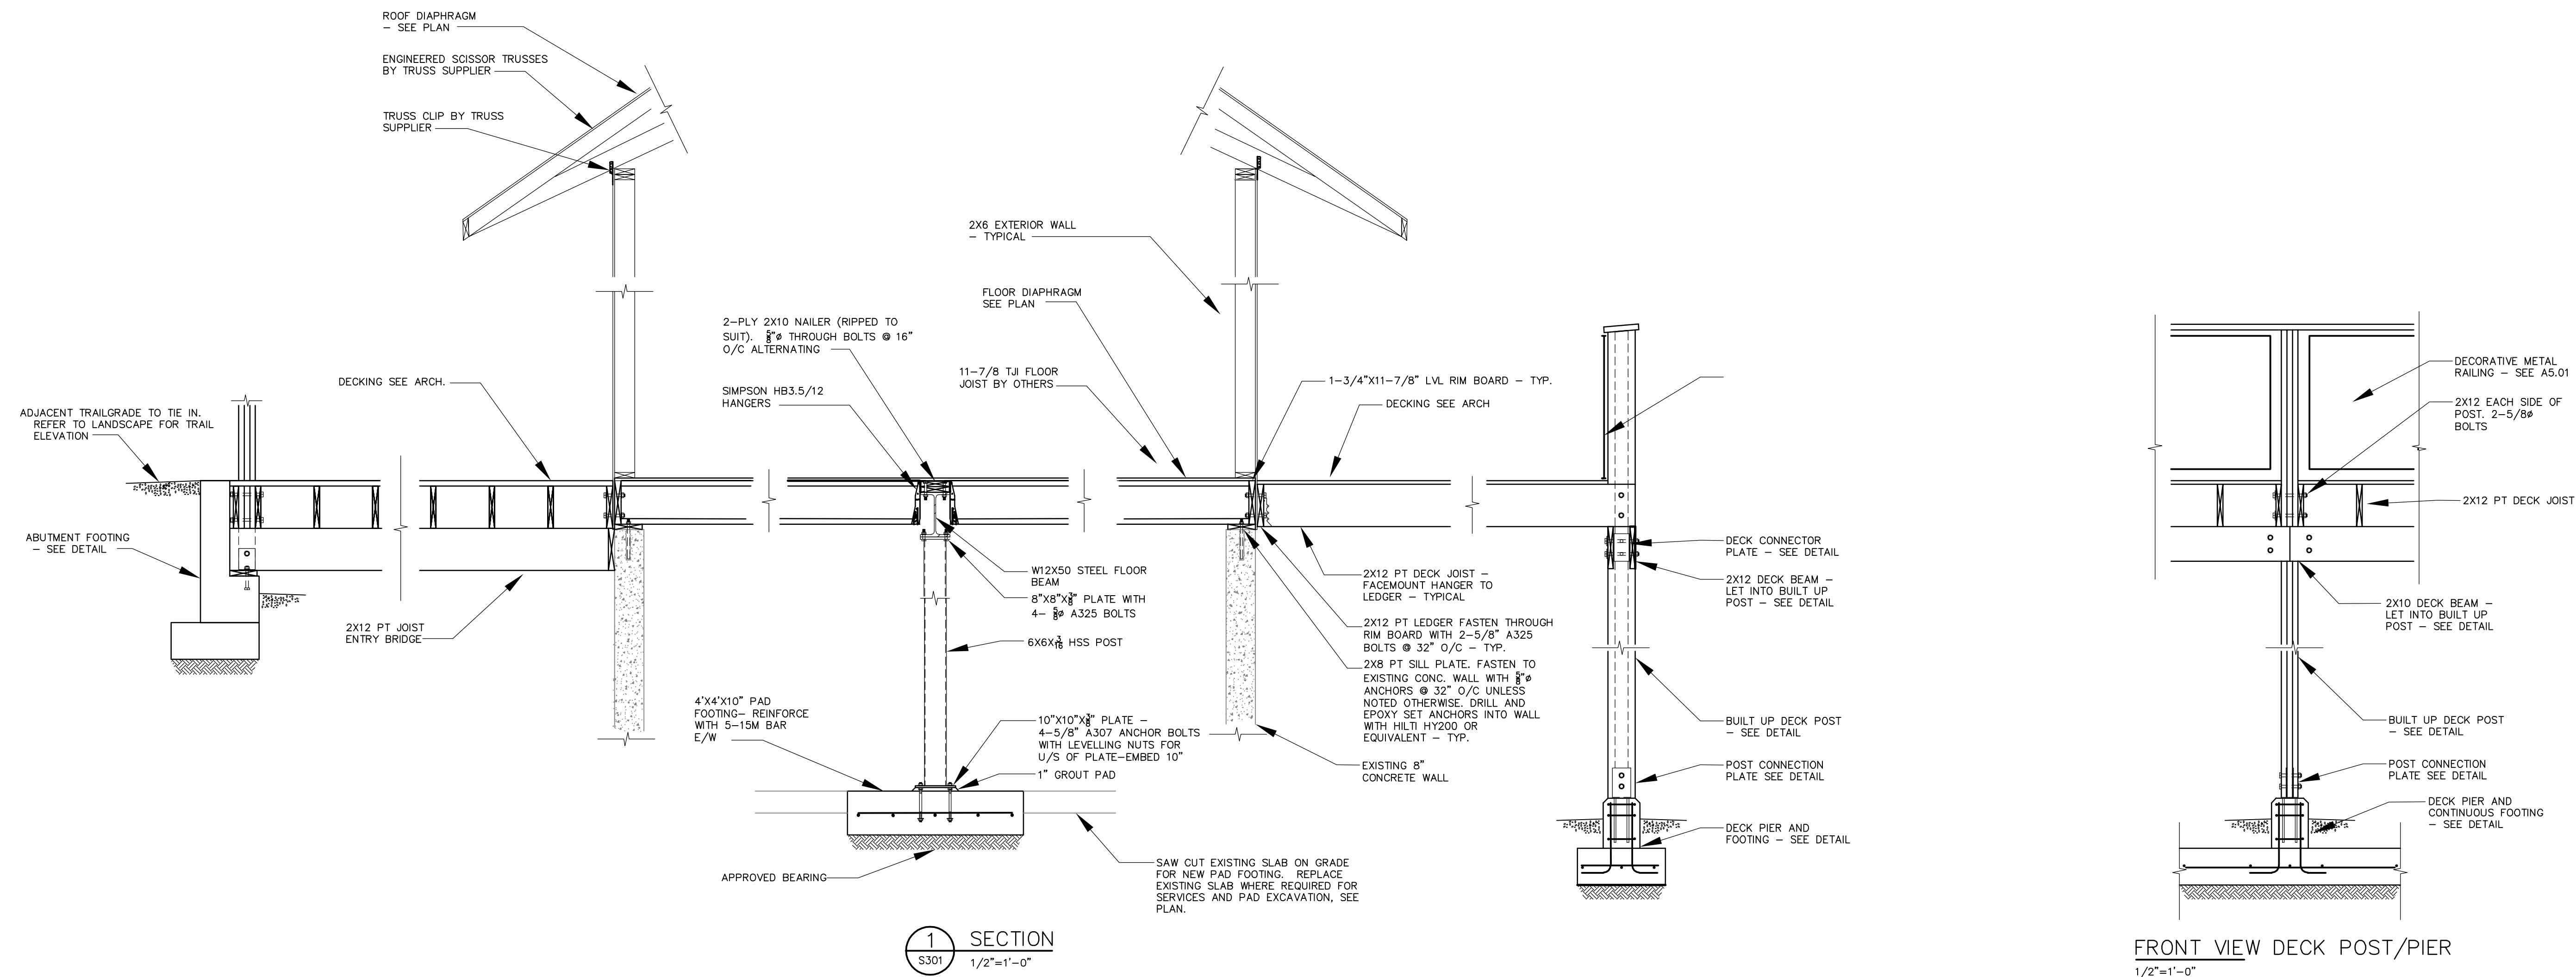 ROOF DIAPHRAGM
– SEE PLAN
ENGINEERED SCISSOR TRUSSES
BY TRUSS SUPPLIER
TRUSS CLIP BY TRUSS
SUPPLIER
2X6 EXTERIOR WALL
– TYPICAL
FLOOR DIAPHRAGM
SEE PLAN
2–PLY 2X10 NAILER (RIPPED TO
SUIT). 5/8"ø THROUGH BOLTS @ 16"
O/C ALTERNATING
SIMPSON HB3.5/12
HANGERS
11–7/8 TJI FLOOR
JOIST BY OTHERS
1–3/4"X11–7/8" LVL RIM BOARD – TYP.
DECKING SEE ARCH
DECKING SEE ARCH.
ADJACENT TRAILGRADE TO TIE IN.
REFER TO LANDSCAPE FOR TRAIL
ELEVATION
ABUTMENT FOOTING
– SEE DETAIL
2X12 PT JOIST
ENTRY BRIDGE
W12X50 STEEL FLOOR
BEAM
8"X8"X3/8" PLATE WITH
4– 5/8ø A325 BOLTS
6X6X3/16 HSS POST
4'X4'X10" PAD
FOOTING– REINFORCE
WITH 5–15M BAR
E/W
10"X10"X3/8" PLATE –
4–5/8" A307 ANCHOR BOLTS
WITH LEVELLING NUTS FOR
U/S OF PLATE–EMBED 10"
1" GROUT PAD
APPROVED BEARING
SAW CUT EXISTING SLAB ON GRADE
FOR NEW PAD FOOTING. REPLACE
EXISTING SLAB WHERE REQUIRED FOR
SERVICES AND PAD EXCAVATION, SEE
PLAN.
2X12 PT DECK JOIST –
FACEMOUNT HANGER TO
LEDGER – TYPICAL
2X12 PT LEDGER FASTEN THROUGH
RIM BOARD WITH 2–5/8" A325
BOLTS @ 32" O/C – TYP.
2X8 PT SILL PLATE. FASTEN TO
EXISTING CONC. WALL WITH 5/8"ø
ANCHORS @ 32" O/C UNLESS
NOTED OTHERWISE. DRILL AND
EPOXY SET ANCHORS INTO WALL
WITH HILTI HY200 OR
EQUIVALENT – TYP.
EXISTING 8"
CONCRETE WALL
DECK CONNECTOR
PLATE – SEE DETAIL
2X12 DECK BEAM –
LET INTO BUILT UP
POST – SEE DETAIL
BUILT UP DECK POST
– SEE DETAIL
POST CONNECTION
PLATE SEE DETAIL
DECK PIER AND
FOOTING – SEE DETAIL
1
S301
SECTION
1/2"=1'–0"
DECORATIVE METAL
RAILING – SEE A5.01
2X12 EACH SIDE OF
POST. 2–5/8ø
BOLTS
2X12 PT DECK JOIST
2X10 DECK BEAM –
LET INTO BUILT UP
POST – SEE DETAIL
BUILT UP DECK POST
– SEE DETAIL
POST CONNECTION
PLATE SEE DETAIL
DECK PIER AND
CONTINUOUS FOOTING
– SEE DETAIL
FRONT VIEW DECK POST/PIER
1/2"=1'–0"